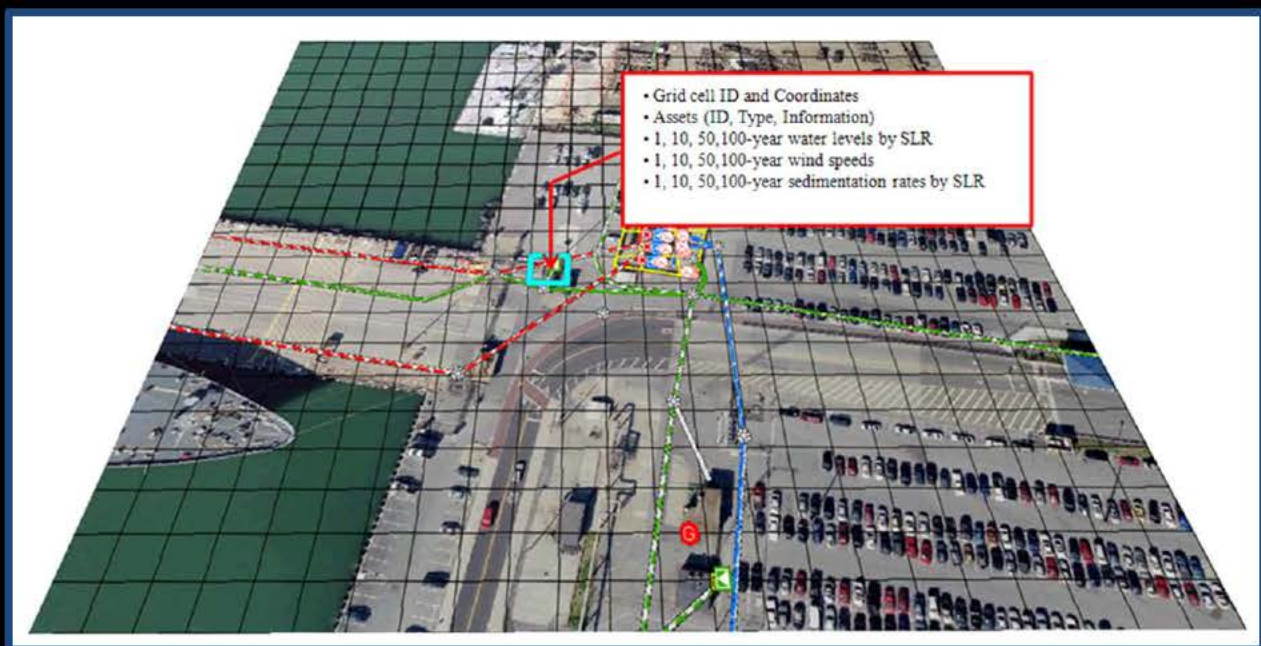 • Grid cell ID and Coordinates
• Assets (ID, Type, Information)
• 1, 10, 50,100-year water levels by SLR
• 1, 10, 50,100-year wind speeds
• 1, 10, 50,100-year sedimentation rates by SLR
G